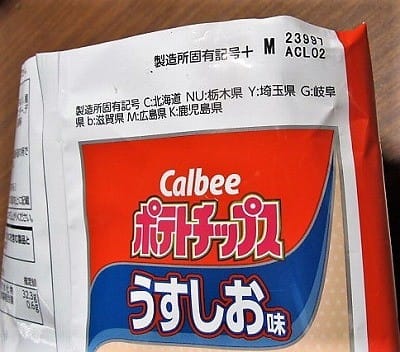 製造所固有記号+ M 23997
ACL02
製造所固有記号 C:北海道 NU:栃木県 Y:埼玉県 G:岐阜
県 b:滋賀県 M:広島県 K:鹿児島県
Calbee
ポテトチップス
うすしお味